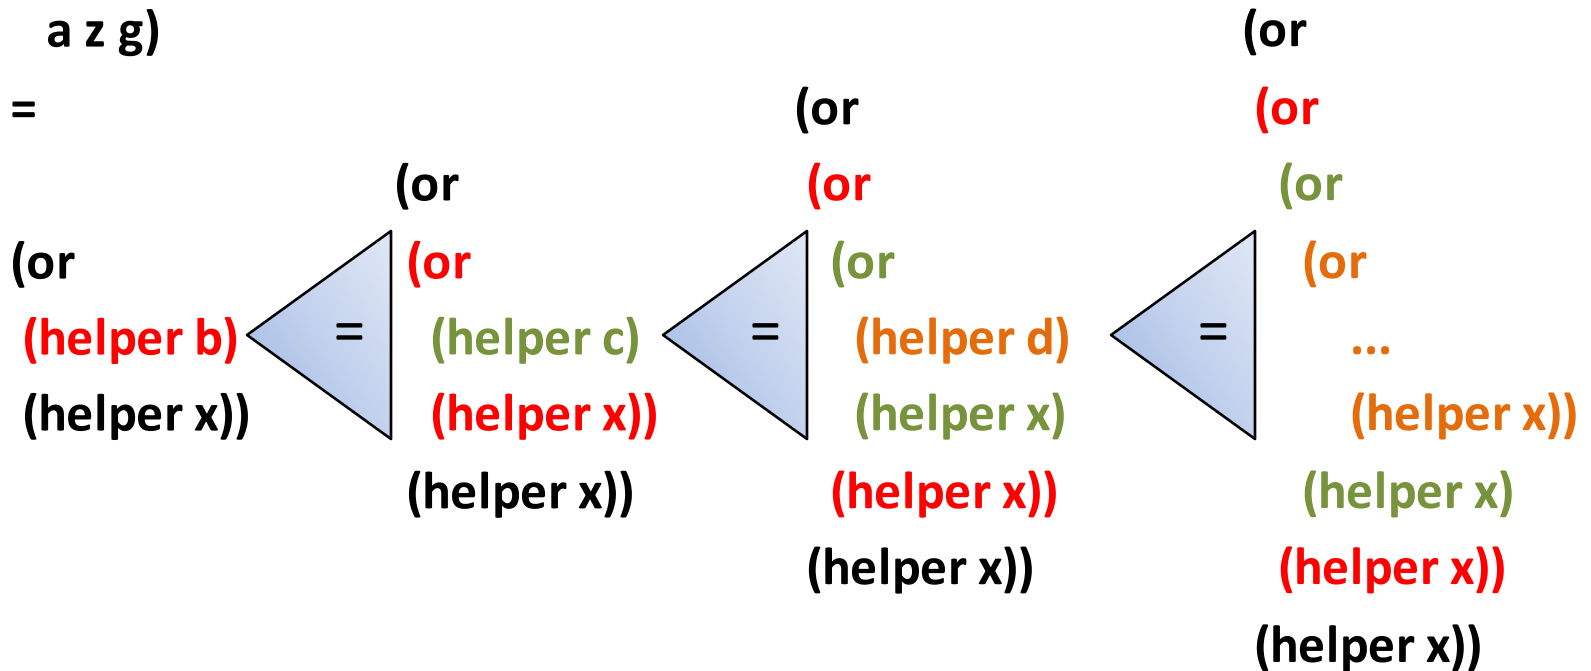 a z g)
=
(or
(helper b)
(helper x))
=
(or
(or
(helper c)
(helper x))
(helper x))
=
(or
(or
(or
(helper d)
(helper x)
(helper x))
(helper x))
=
(or
(or
(or
(or
...
(helper x))
(helper x)
(helper x))
(helper x))